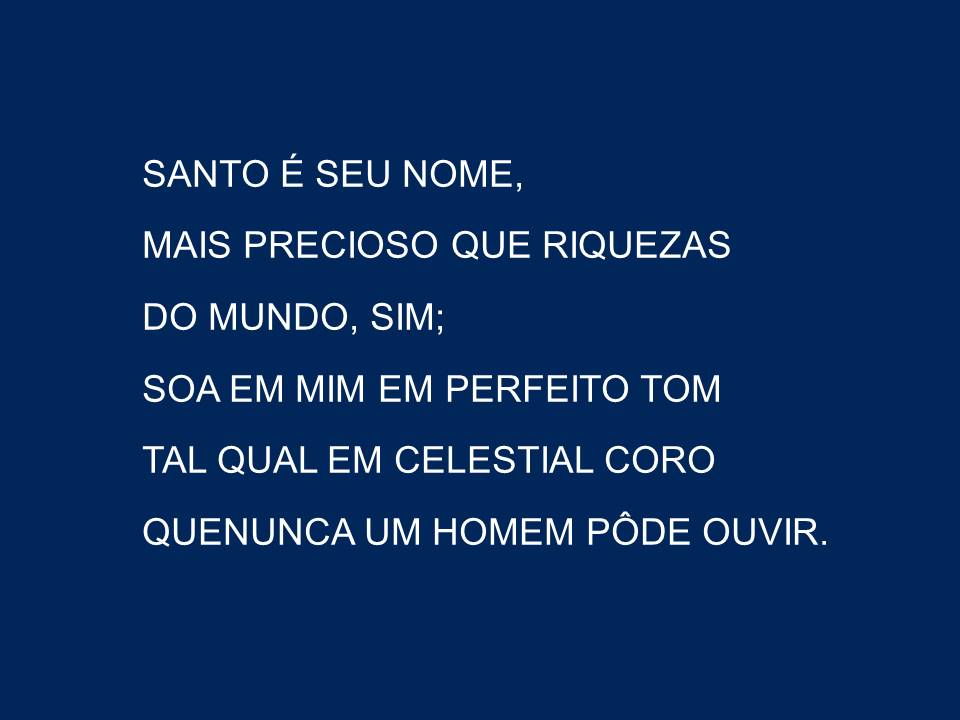 SANTO É SEU NOME,
MAIS PRECIOSO QUE RIQUEZAS
DO MUNDO, SIM;
SOA EM MIM EM PERFEITO TOM
TAL QUAL EM CELESTIAL CORO
QUENUNCA UM HOMEM PÔDE OUVIR.